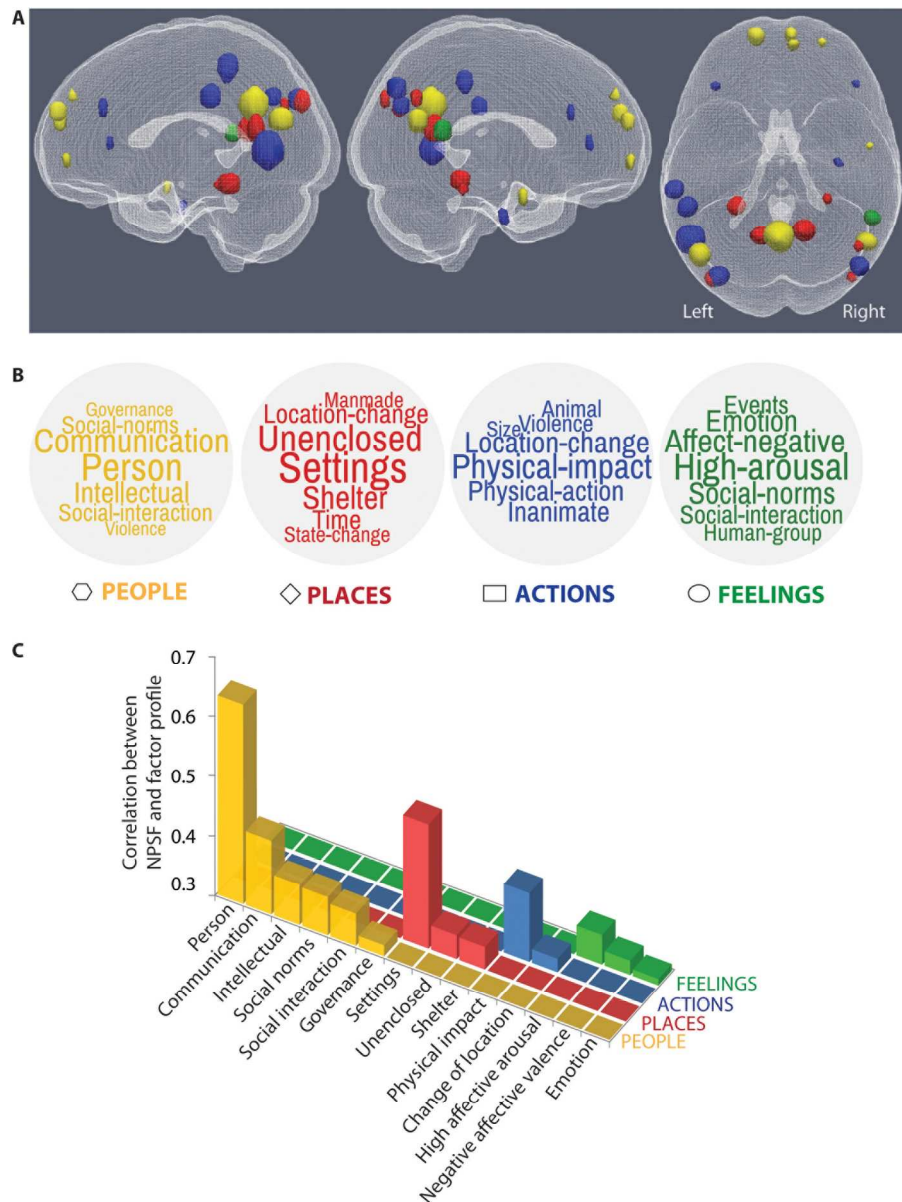 A
Left
Right
B
Governance
Social-norms
Communication
Person
Intellectual
Social-interaction
Violence
PEOPLE
Manmade
Location-change
Unenclosed
Settings
Shelter
Time
State-change
PLACES
Animal
Size Violence
Location-change
Physical-impact
Physical-action
Inanimate
ACTIONS
Events
Emotion
Affect-negative
High-arousal
Social-norms
Social-interaction
Human-group
FEELINGS
C
Correlation between
NPSF and factor profile
0.7
0.6
0.5
0.4
0.3
Person
Communication
Intellectual
Social norms
Social interaction
Governance
Settings
Unenclosed
Shelter
Physical impact
Change of location
High affective arousal
Negative affective valence
Emotion
FEELINGS
ACTIONS
PLACES
PEOPLE